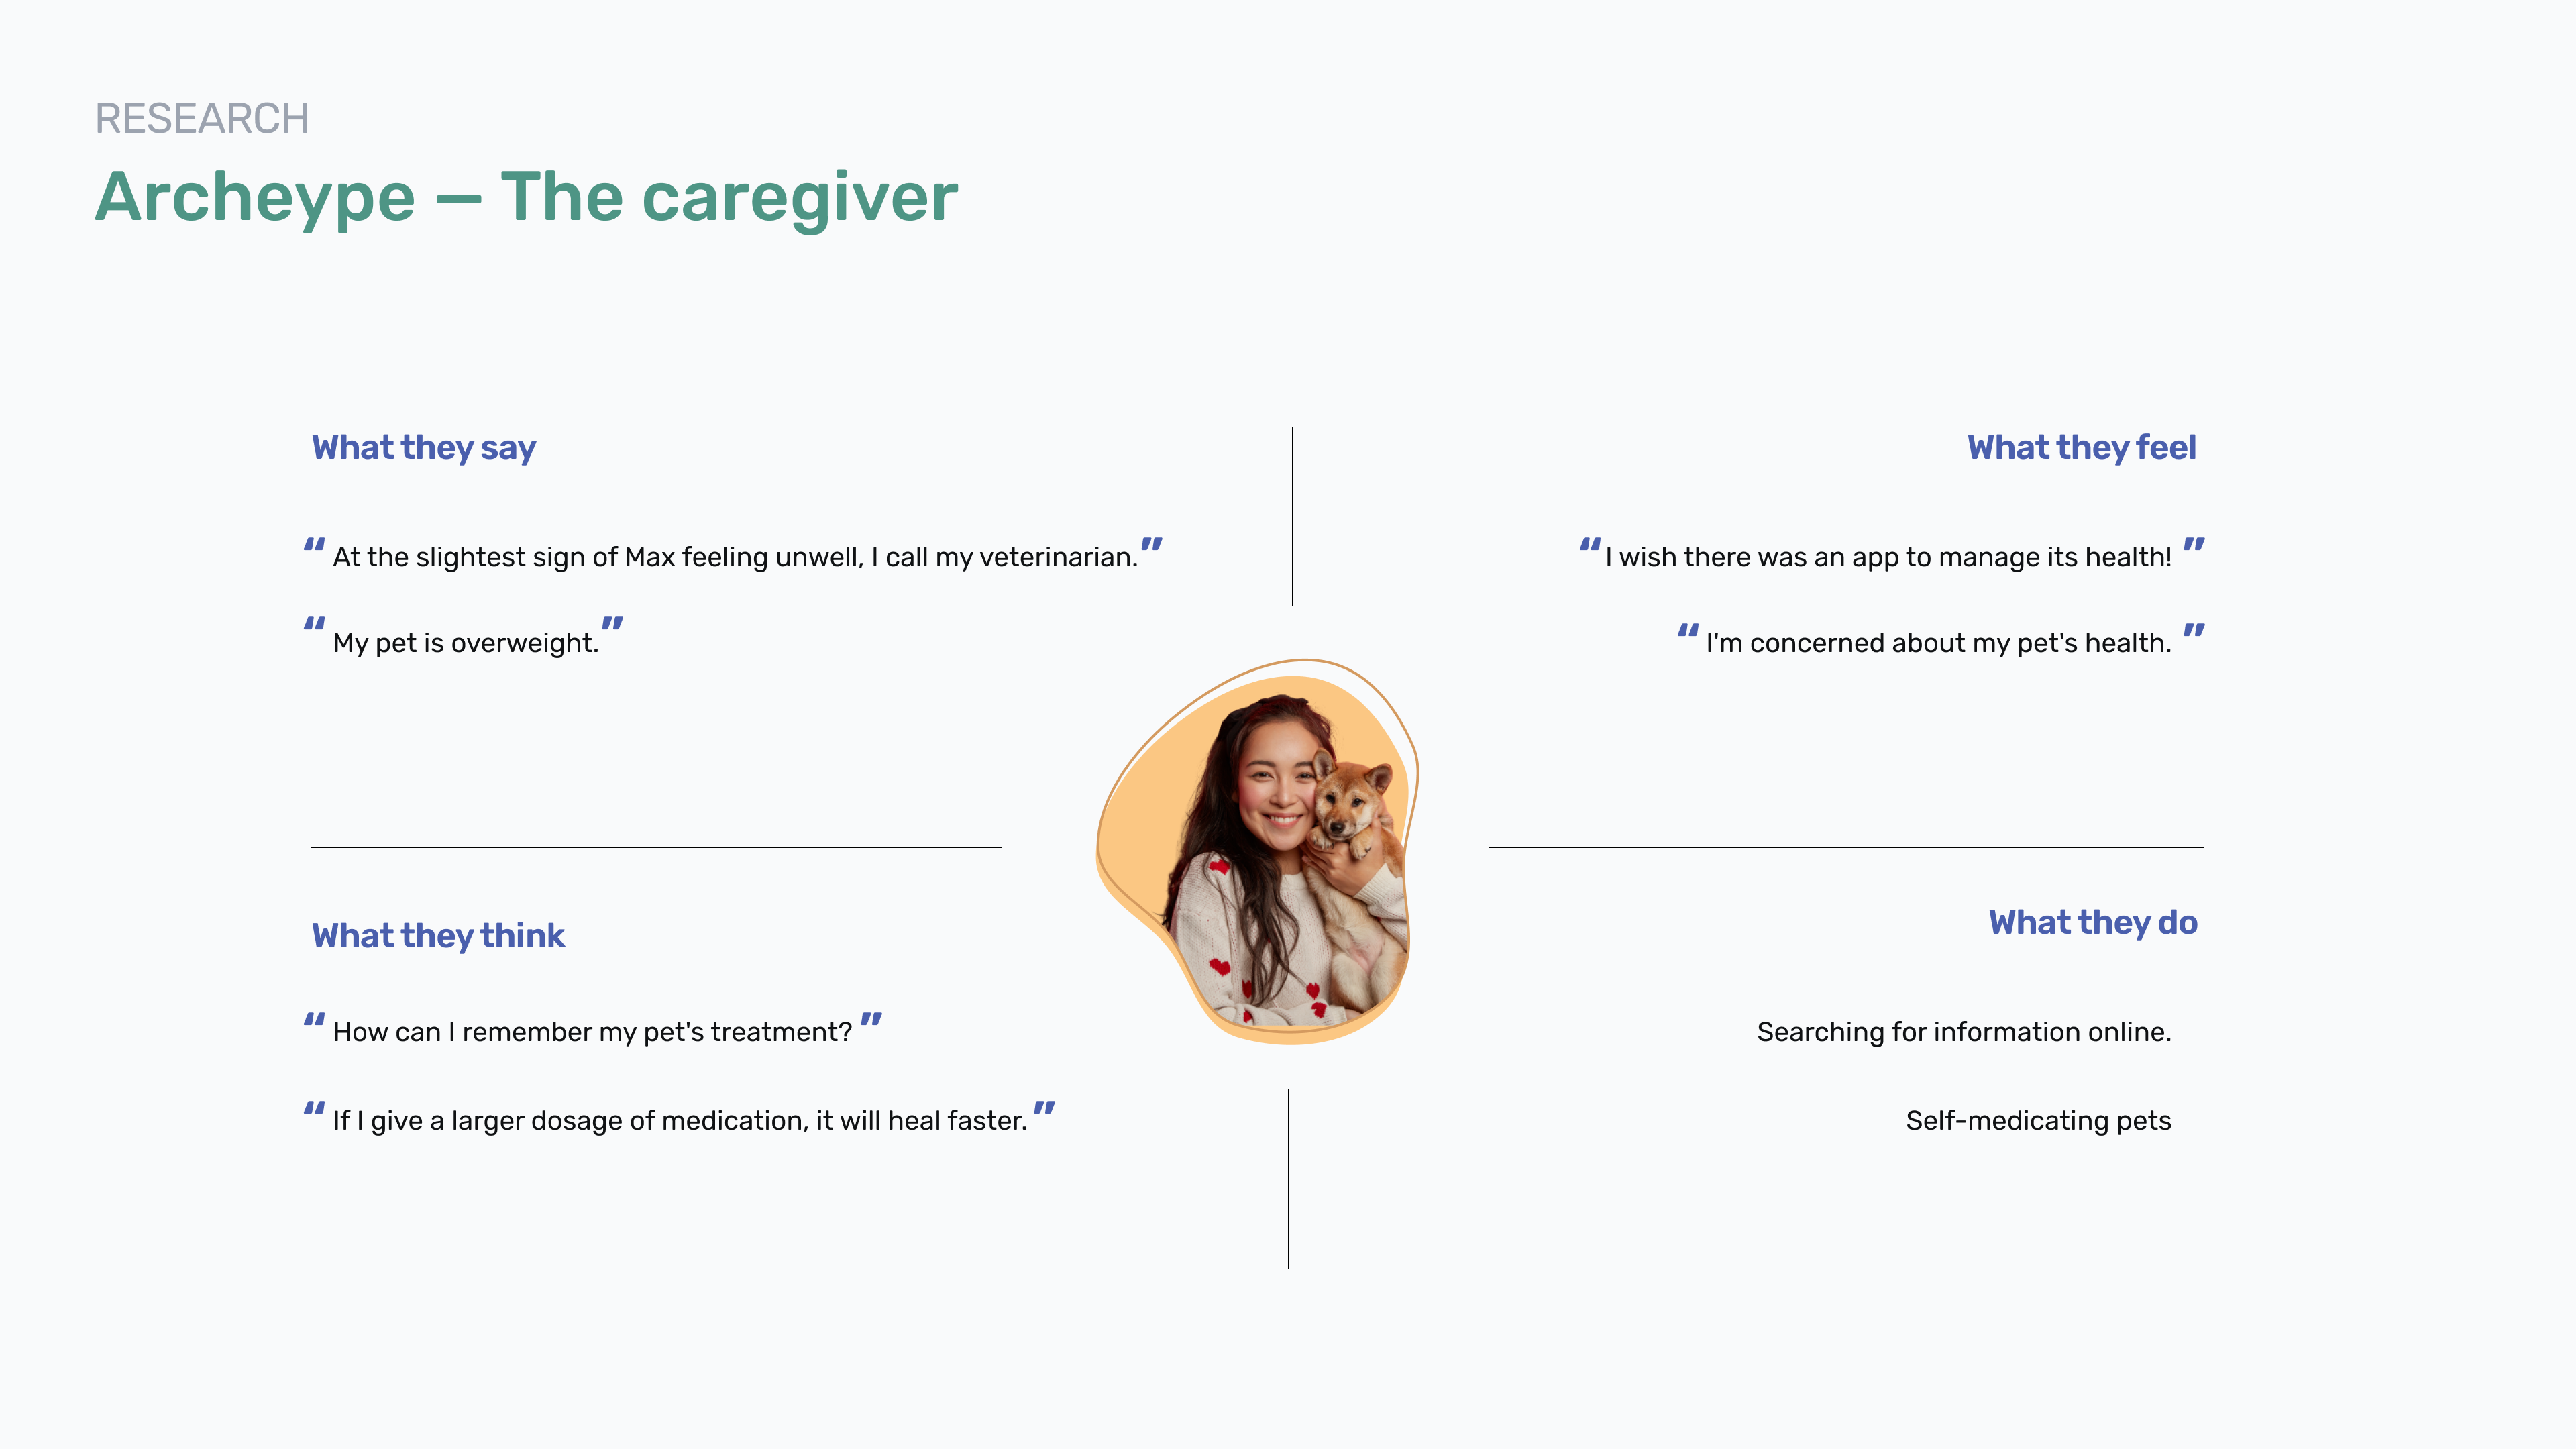 RESEARCH
Archeype — The caregiver
What they say
“ At the slightest sign of Max feeling unwell, I call my veterinarian.”
“ My pet is overweight.”
What they feel
“ I wish there was an app to manage its health! ”
“ I'm concerned about my pet's health. ”
What they think
“ How can I remember my pet's treatment? ”
“ If I give a larger dosage of medication, it will heal faster. ”
What they do
Searching for information online.
Self-medicating pets